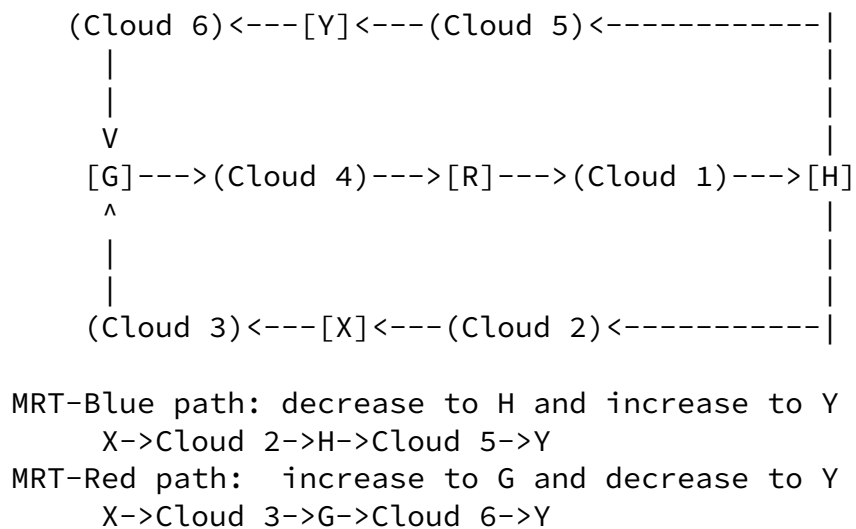 (Cloud 6)<---[Y]<---(Cloud 5)<------------|
|                                         |
|                                         |
V                                         |
[G]--->(Cloud 4)--->[R]--->(Cloud 1)--->[H]
^                                         |
|                                         |
|                                         |
(Cloud 3)<---[X]<---(Cloud 2)<-----------|
MRT-Blue path: decrease to H and increase to Y
X->Cloud 2->H->Cloud 5->Y
MRT-Red path:  increase to G and decrease to Y
X->Cloud 3->G->Cloud 6->Y